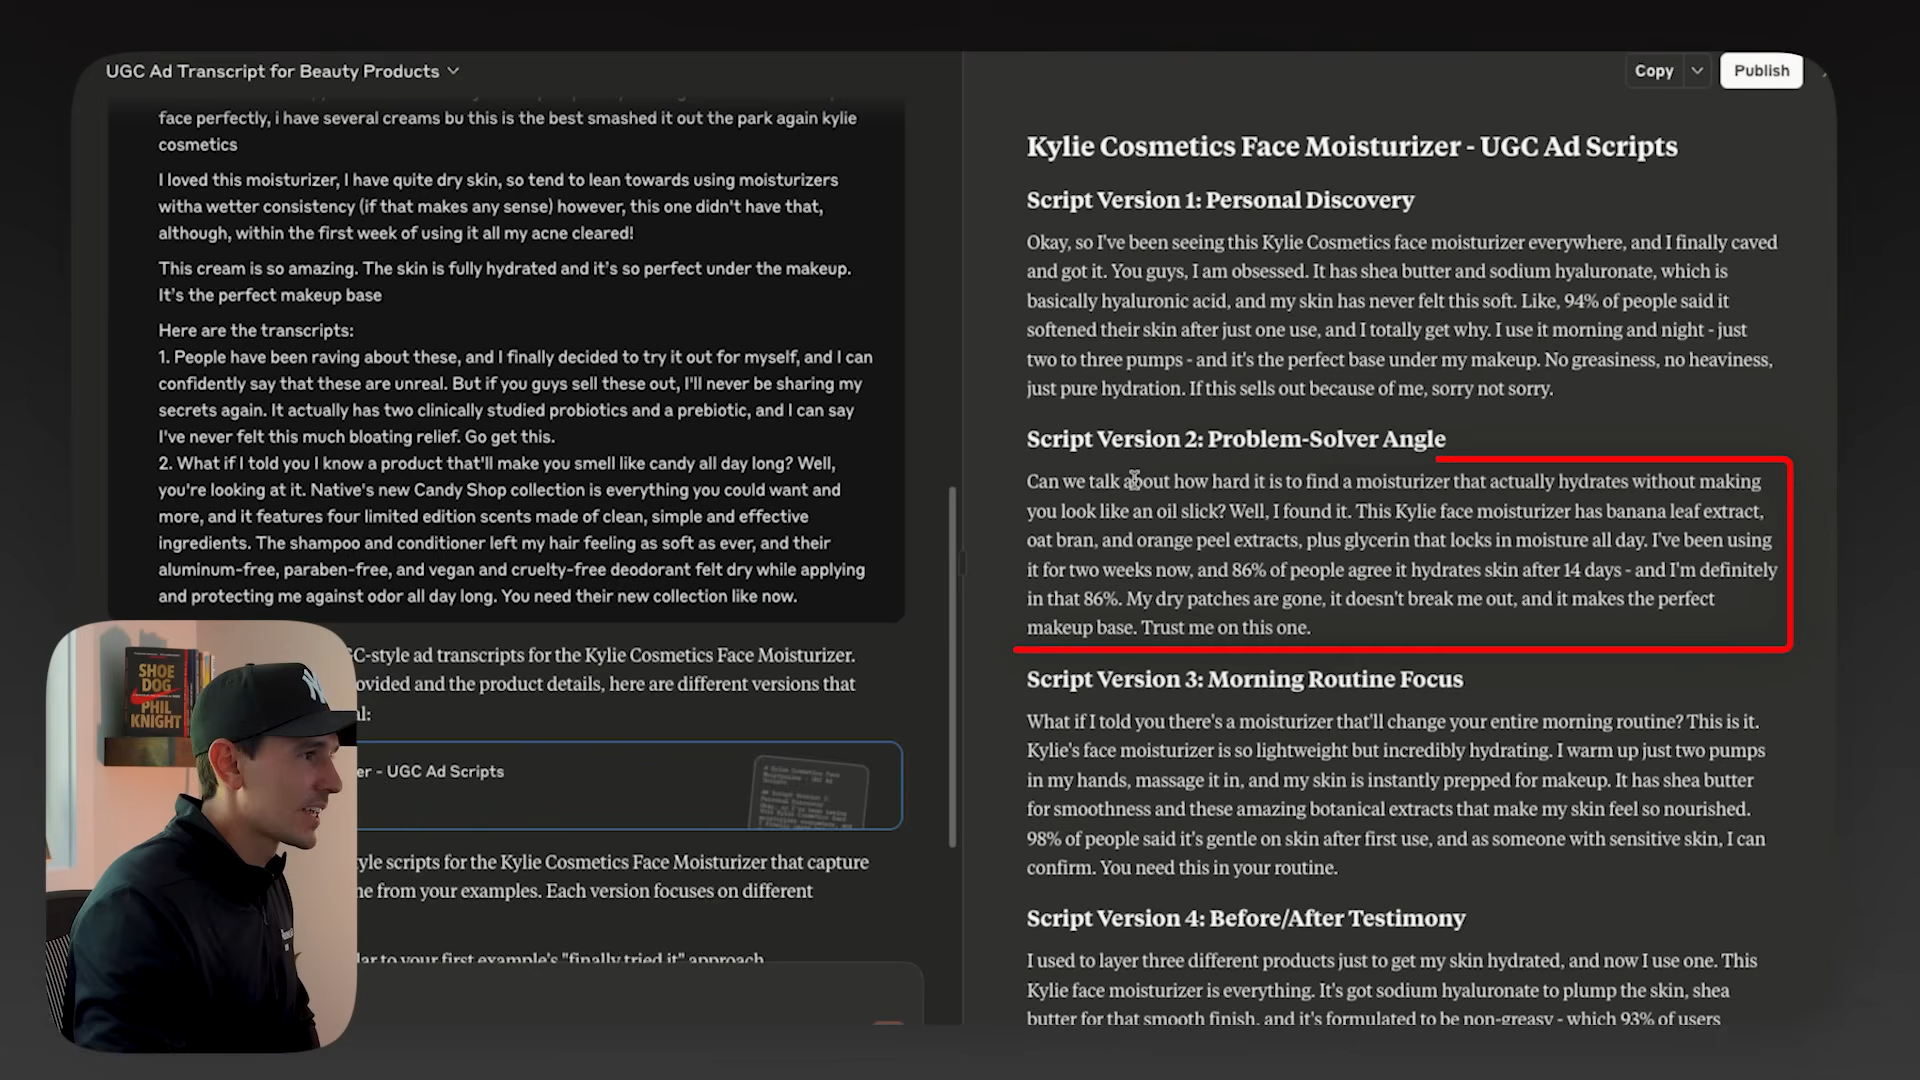 UGC Ad Transcript for Beauty Products
face perfectly, i have several creams bu this is the best smashed it out the park again kylie
cosmetics
I loved this moisturizer, I have quite dry skin, so tend to lean towards using moisturizers
witha wetter consistency (if that makes any sense) however, this one didn't have that,
although, within the first week of using it all my acne cleared!
This cream is so amazing. The skin is fully hydrated and it's so perfect under the makeup.
It's the perfect makeup base
Here are the transcripts:
1. People have been raving about these, and I finally decided to try it out for myself, and I can
confidently say that these are unreal. But if you guys sell these out, I'll never be sharing my
secrets again. It actually has two clinically studied probiotics and a prebiotic, and I can say
I've never felt this much bloating relief. Go get this.
2. What if I told you I know a product that'll make you smell like candy all day long? Well,
you're looking at it. Native's new Candy Shop collection is everything you could want and
more, and it features four limited edition scents made of clean, simple and effective
ingredients. The shampoo and conditioner left my hair feeling as soft as ever, and their
aluminum-free, paraben-free, and vegan and cruelty-free deodorant felt dry while applying
and protecting me against odor all day long. You need their new collection like now.
GC-style ad transcripts for the Kylie Cosmetics Face Moisturizer.
ovided and the product details, here are different versions that
al:
er - UGC Ad Scripts
yle scripts for the Kylie Cosmetics Face Moisturizer that capture
ne from your examples. Each version focuses on different
lar to your first example's "finally tried it" approach
SHOE
DOG
PHIL
KNIGHT
Copy
Publish
Kylie Cosmetics Face Moisturizer - UGC Ad Scripts
Script Version 1: Personal Discovery
Okay, so I've been seeing this Kylie Cosmetics face moisturizer everywhere, and I finally caved
and got it. You guys, I am obsessed. It has shea butter and sodium hyaluronate, which is
basically hyaluronic acid, and my skin has never felt this soft. Like, 94% of people said it
softened their skin after just one use, and I totally get why. I use it morning and night - just
two to three pumps - and it's the perfect base under my makeup. No greasiness, no heaviness,
just pure hydration. If this sells out because of me, sorry not sorry.
Script Version 2: Problem-Solver Angle
Can we talk about how hard it is to find a moisturizer that actually hydrates without making
you look like an oil slick? Well, I found it. This Kylie face moisturizer has banana leaf extract,
oat bran, and orange peel extracts, plus glycerin that locks in moisture all day. I've been using
it for two weeks now, and 86% of people agree it hydrates skin after 14 days - and I'm definitely
in that 86%. My dry patches are gone, it doesn't break me out, and it makes the perfect
makeup base. Trust me on this one.
Script Version 3: Morning Routine Focus
What if I told you there's a moisturizer that'll change your entire morning routine? This is it.
Kylie's face moisturizer is so lightweight but incredibly hydrating. I warm up just two pumps
in my hands, massage it in, and my skin is instantly prepped for makeup. It has shea butter
for smoothness and these amazing botanical extracts that make my skin feel so nourished.
98% of people said it's gentle on skin after first use, and as someone with sensitive skin, I can
confirm. You need this in your routine.
Script Version 4: Before/After Testimony
I used to layer three different products just to get my skin hydrated, and now I use one. This
Kylie face moisturizer is everything. It's got sodium hyaluronate to plump the skin, shea
butter for that smooth finish, and it's formulated to be non-greasy - which 93% of users